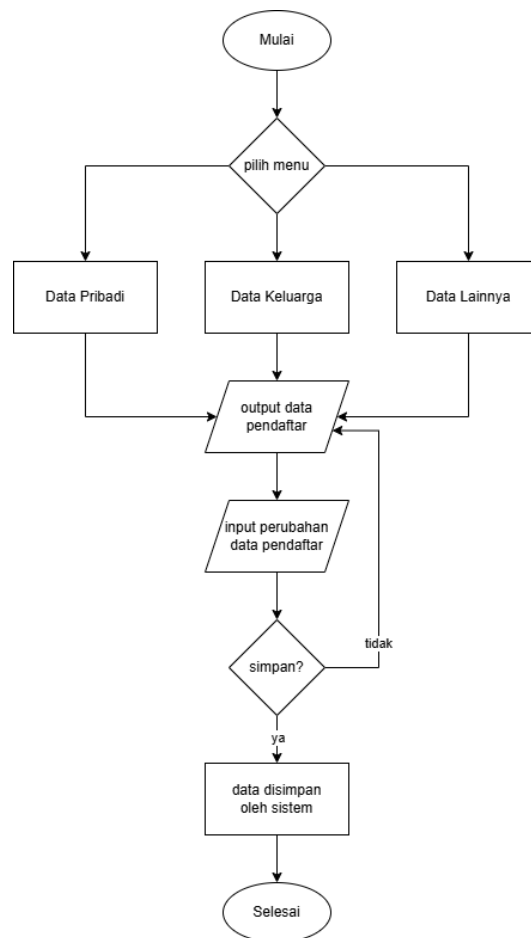 Mulai
pilih menu
Data Pribadi
Data Keluarga
Data Lainnya
output data
pendaftar
input perubahan
data pendaftar
simpan?
tidak
ya
data disimpan
oleh sistem
Selesai